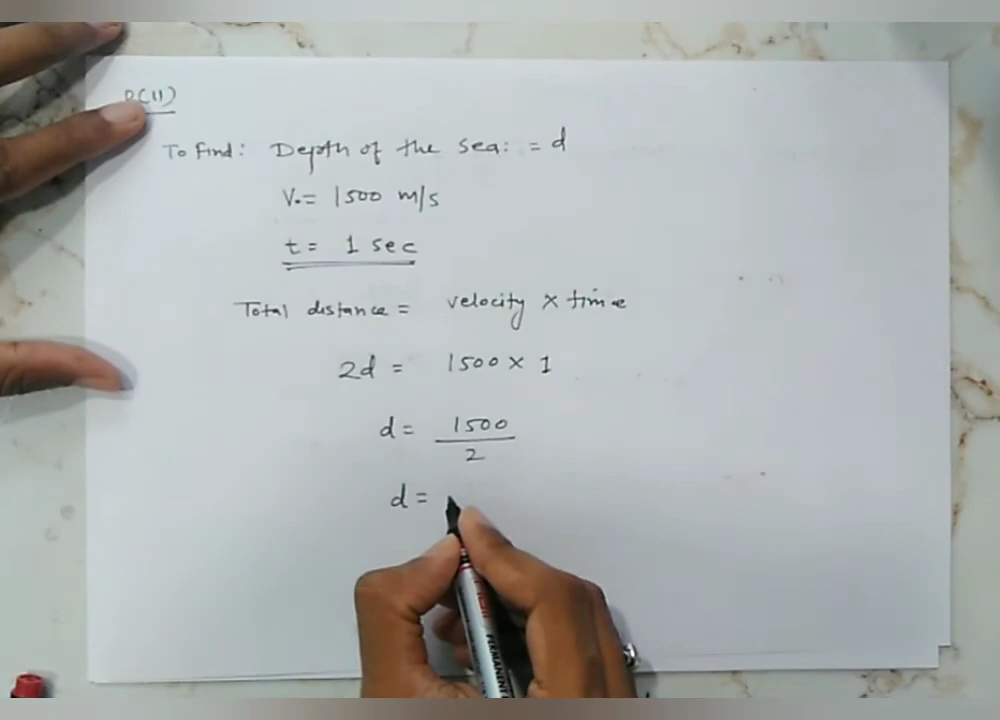 P(11)
To find: Depth of the sea: = d
V = 1500 m/s
t = 1 sec
Total distance = velocity × time
2d = 1500 × 1
d = 1500
2
d =
PERMANENT